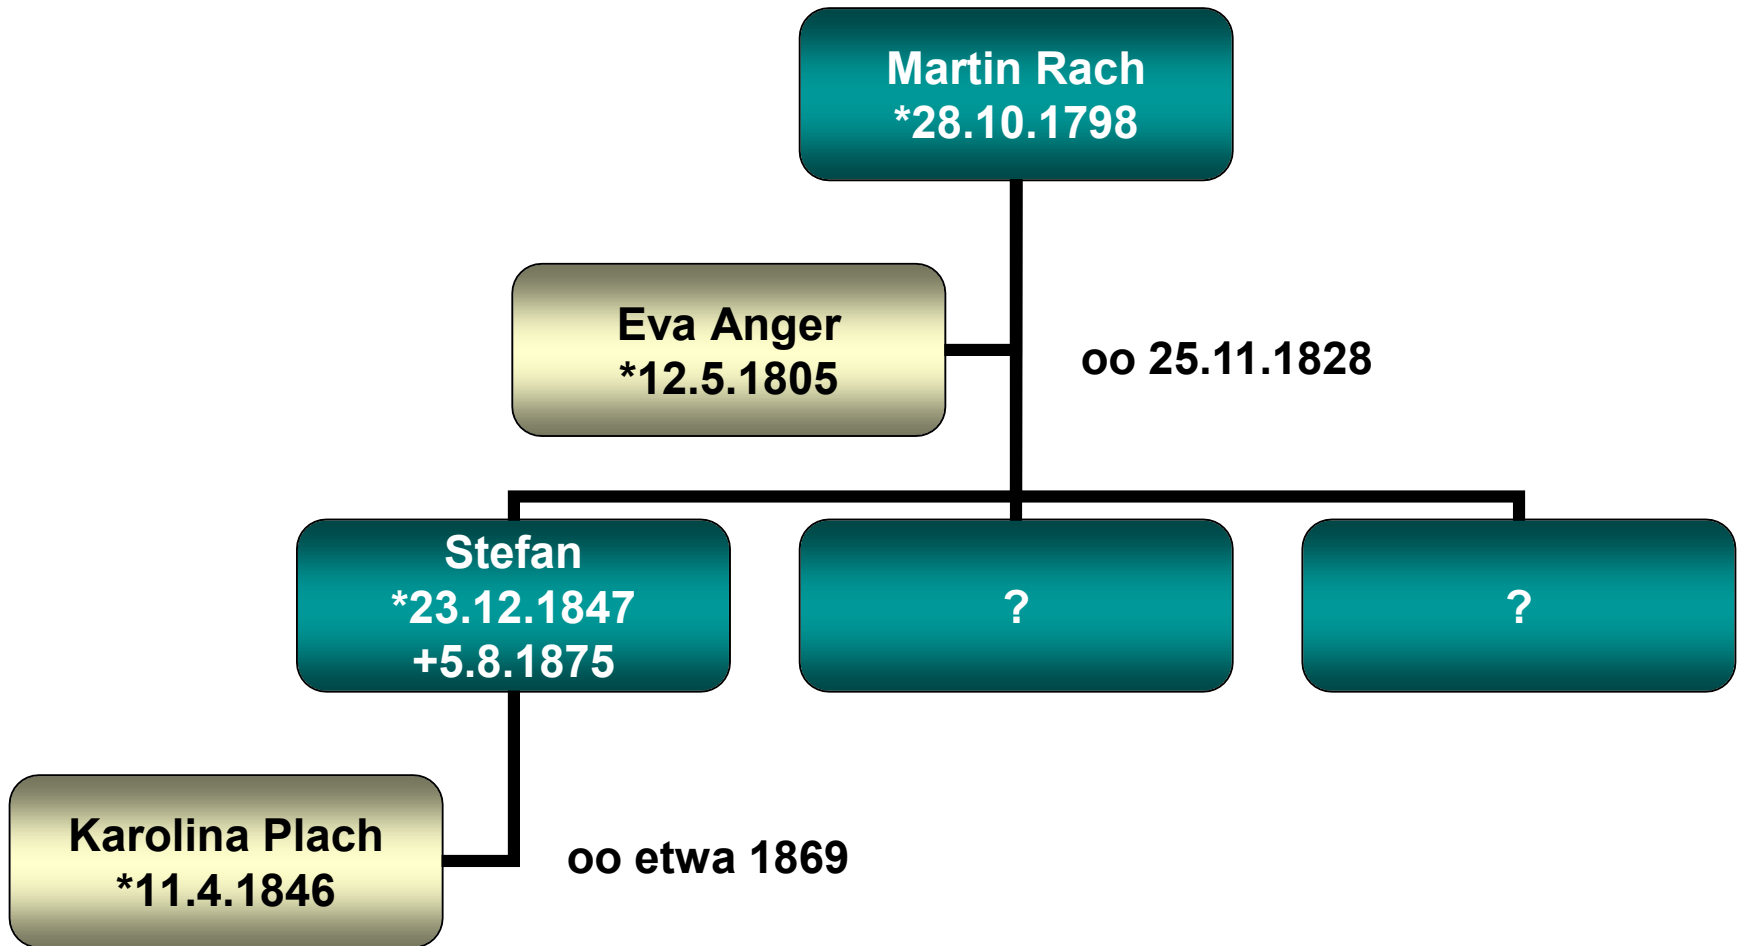 Martin Rach
*28.10.1798
Eva Anger
*12.5.1805
oo 25.11.1828
Stefan
*23.12.1847
+5.8.1875
?
?
Karolina Plach
*11.4.1846
oo etwa 1869